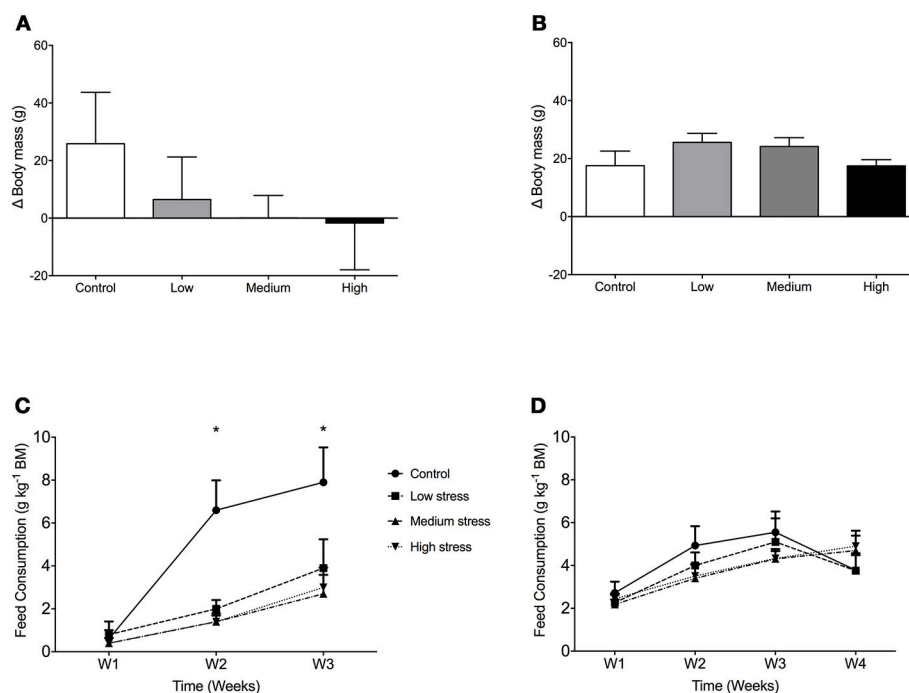 A
Δ Body mass (g)
60
40
20
0
-20
Control
Low
Medium
High
B
Δ Body mass (g)
60
40
20
0
-20
Control
Low
Medium
High
C
Feed Consumption (g kg⁻¹ BM)
10
8
6
4
2
0
*
*
W1
W2
W3
Time (Weeks)
Control
Low stress
Medium stress
High stress
D
Feed Consumption (g kg⁻¹ BM)
10
8
6
4
2
0
W1
W2
W3
W4
Time (Weeks)